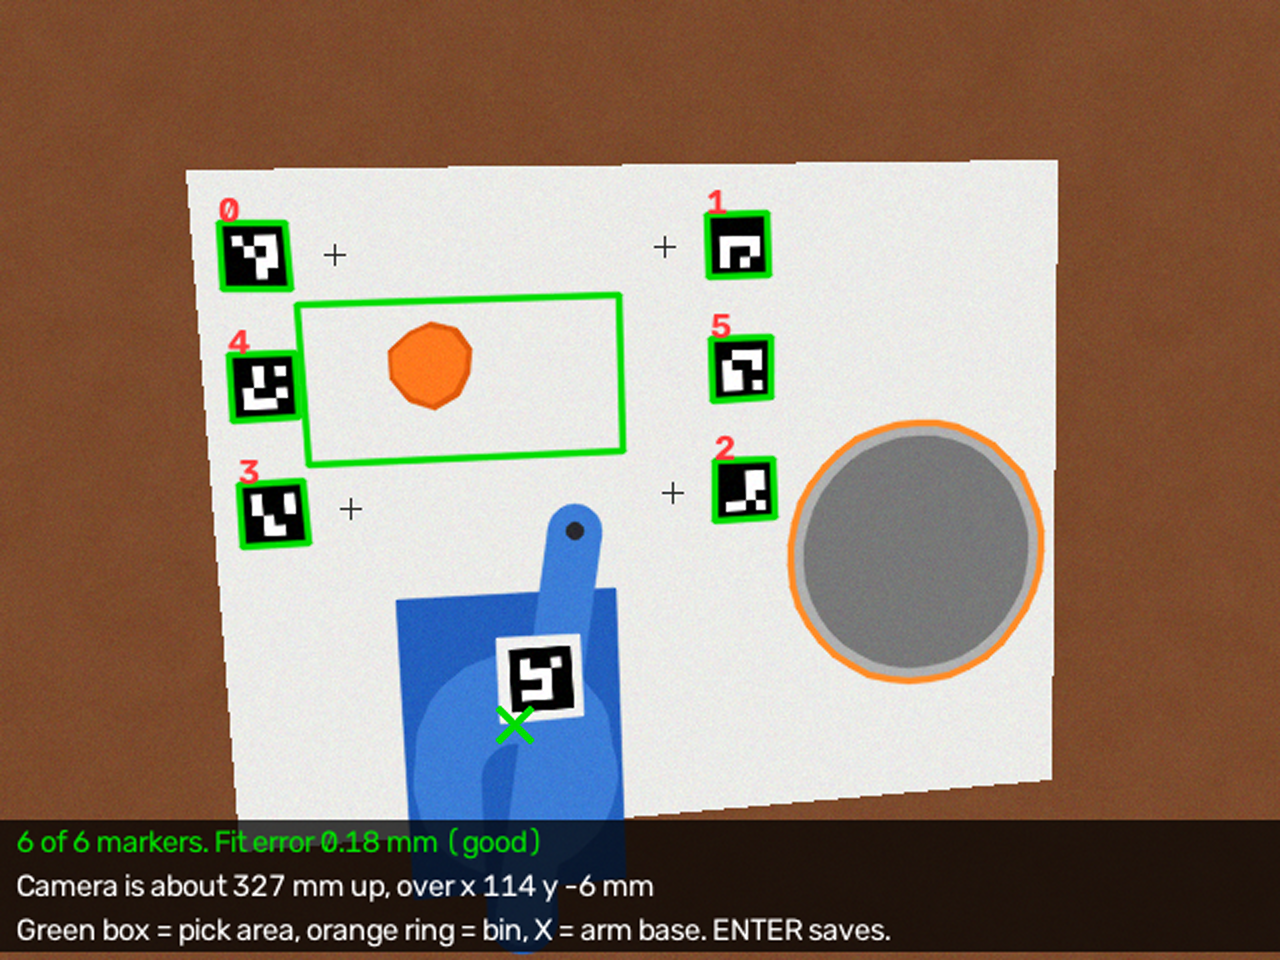 0
1
4
5
3
2
6 of 6 markers. Fit error 0.18 mm (good)
Camera is about 327 mm up, over x 114 y -6 mm
Green box = pick area, orange ring = bin, X = arm base. ENTER saves.